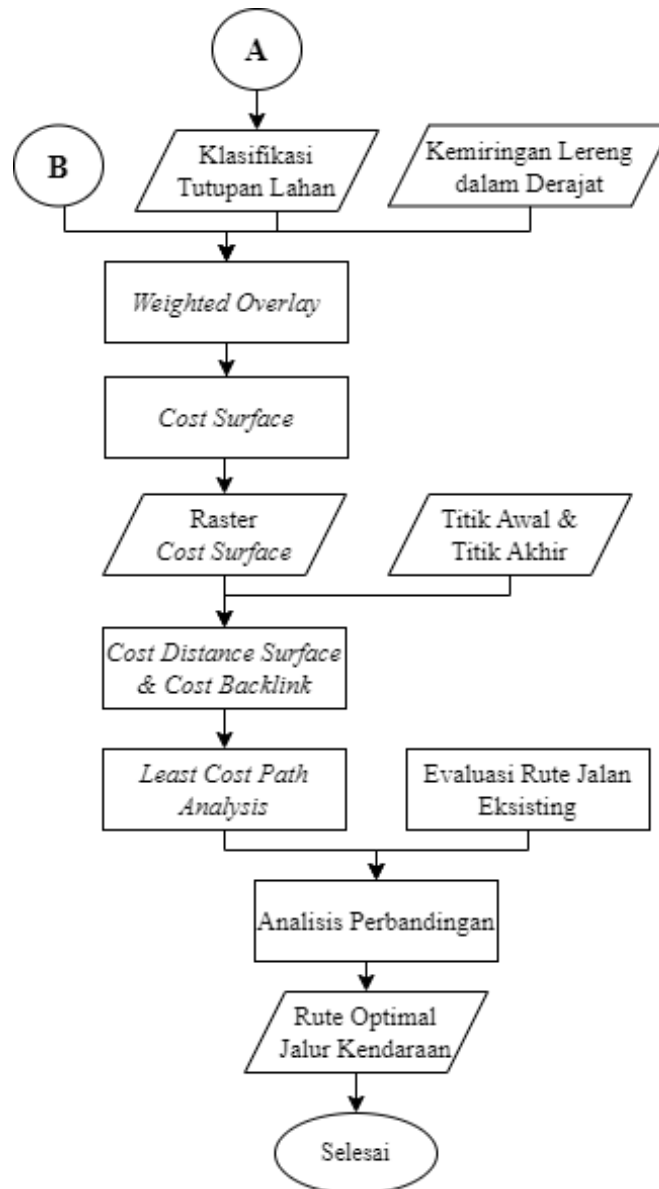 A
B
Klasifikasi
Tutupan Lahan
Kemiringan Lereng
dalam Derajat
Weighted Overlay
Cost Surface
Raster
Cost Surface
Titik Awal &
Titik Akhir
Cost Distance Surface
& Cost Backlink
Least Cost Path
Analysis
Evaluasi Rute Jalan
Eksisting
Analisis Perbandingan
Rute Optimal
Jalur Kendaraan
Selesai